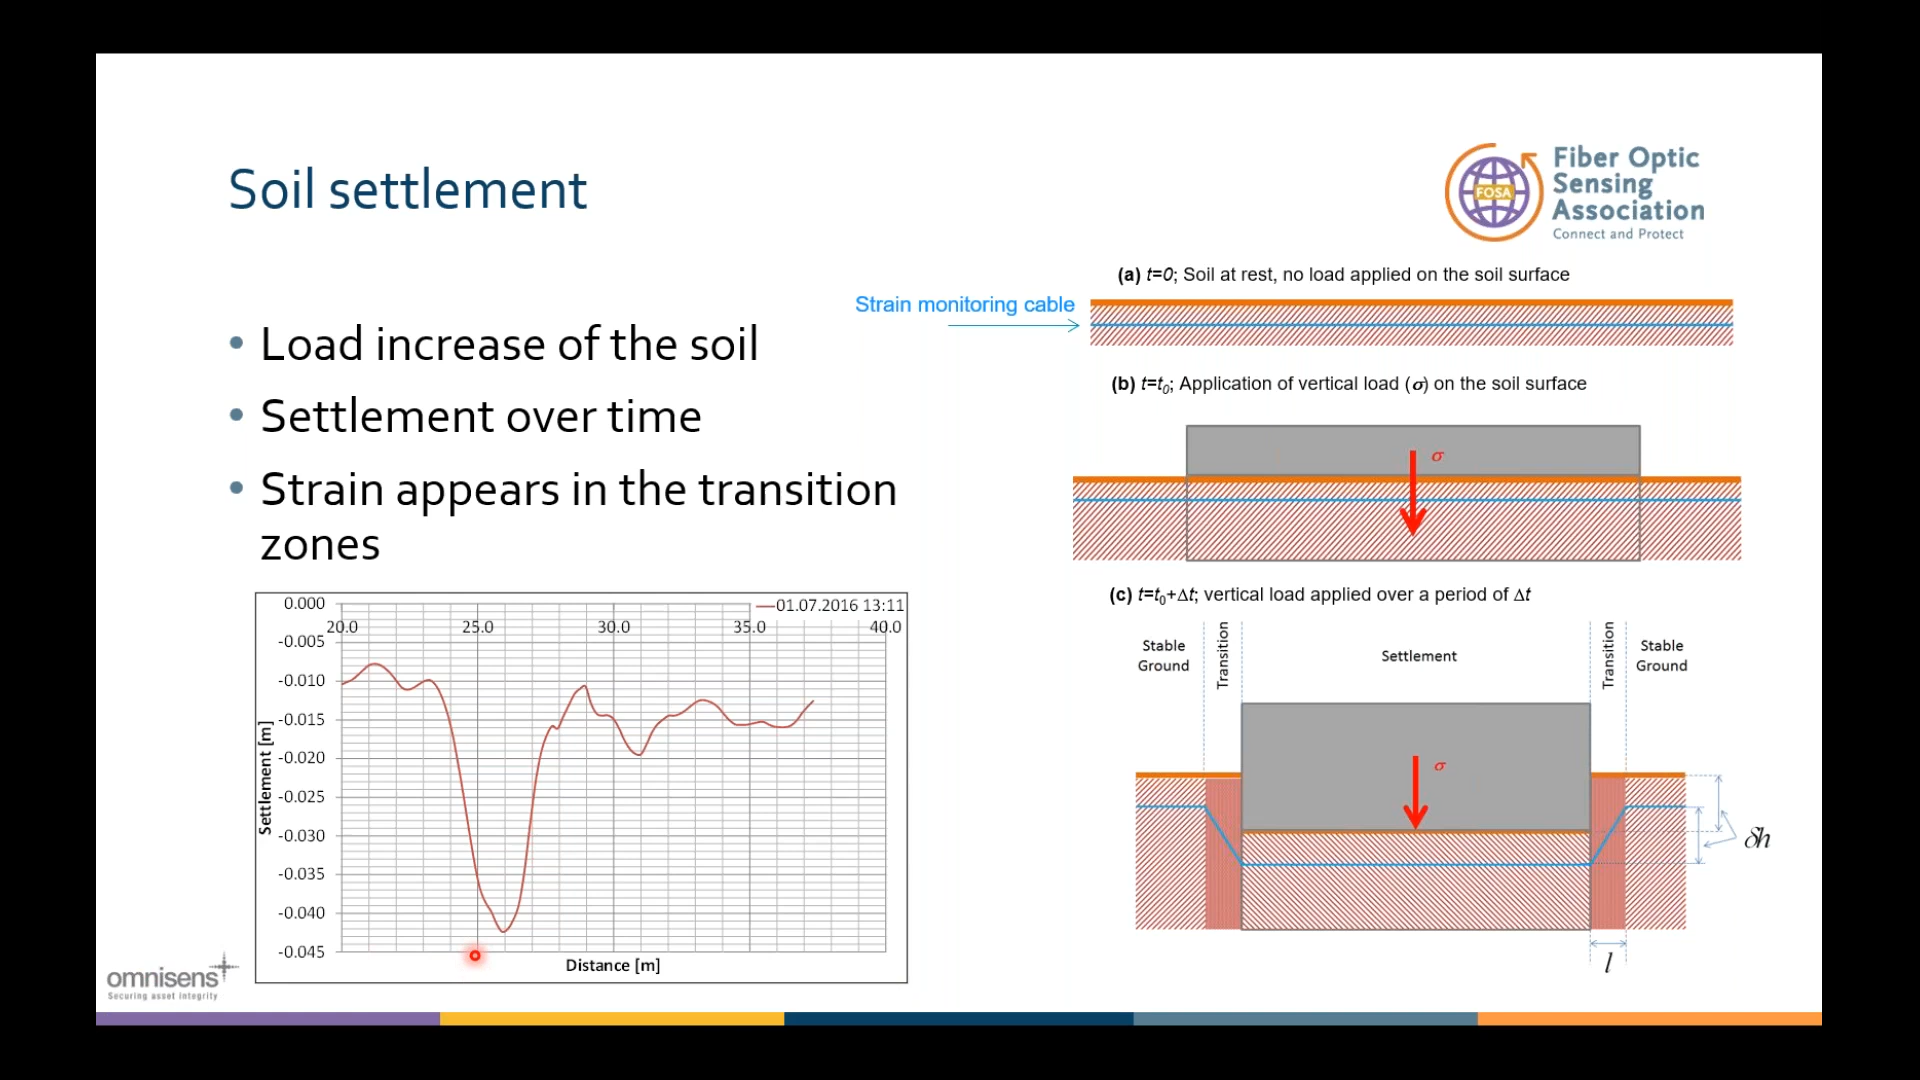 Soil settlement
FOSA
Fiber Optic
Sensing
Association
Connect and Protect
• Load increase of the soil
• Settlement over time
• Strain appears in the transition
zones
Strain monitoring cable
(a) t=0; Soil at rest, no load applied on the soil surface
(b) t=t0; Application of vertical load (σ) on the soil surface
σ
(c) t=t0+Δt; vertical load applied over a period of Δt
Stable
Ground
Transition
Settlement
Transition
Stable
Ground
σ
δh
l
01.07.2016 13:11
0.000
20.0 25.0 30.0 35.0 40.0
-0.005
-0.010
-0.015
-0.020
-0.025
-0.030
-0.035
-0.040
-0.045
Settlement [m]
Distance [m]
omnisens
Securing asset integrity